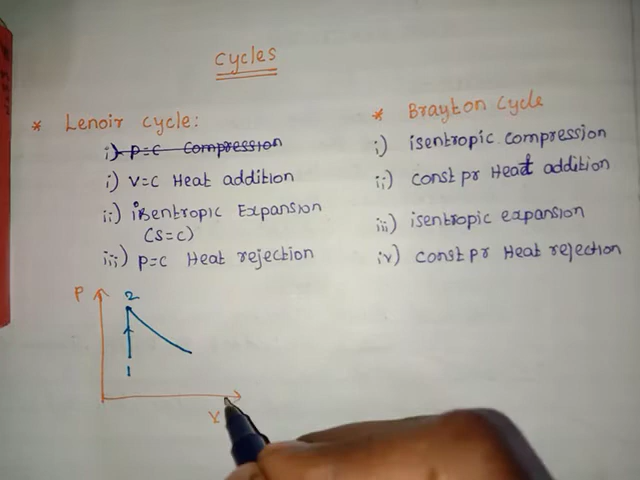 Cycles
* Lenoir cycle:
i) P=C Compression
i) V=C Heat addition
ii) isentropic Expansion
(S=C)
iii) P=C Heat rejection
* Brayton Cycle
i) isentropic compression
ii) const pr Heat addition
iii) isentropic expansion
iv) const pr Heat rejection
P
2
1
V